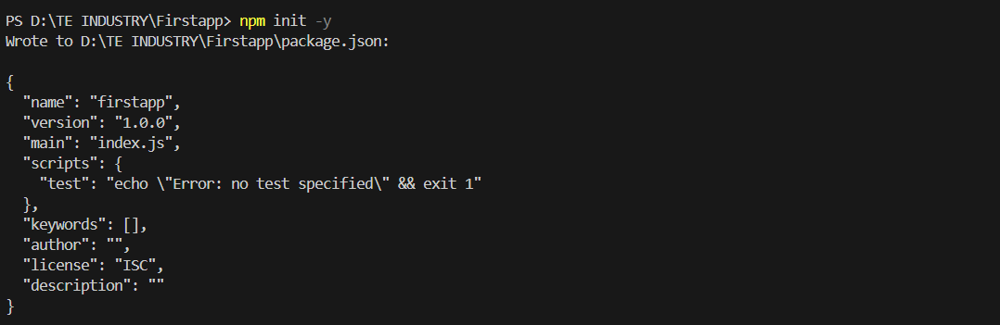 PS D:\TE INDUSTRY\Firstapp> npm init -y
Wrote to D:\TE INDUSTRY\Firstapp\package.json:

{
  "name": "firstapp",
  "version": "1.0.0",
  "main": "index.js",
  "scripts": {
    "test": "echo \"Error: no test specified\" && exit 1"
  },
  "keywords": [],
  "author": "",
  "license": "ISC",
  "description": ""
}